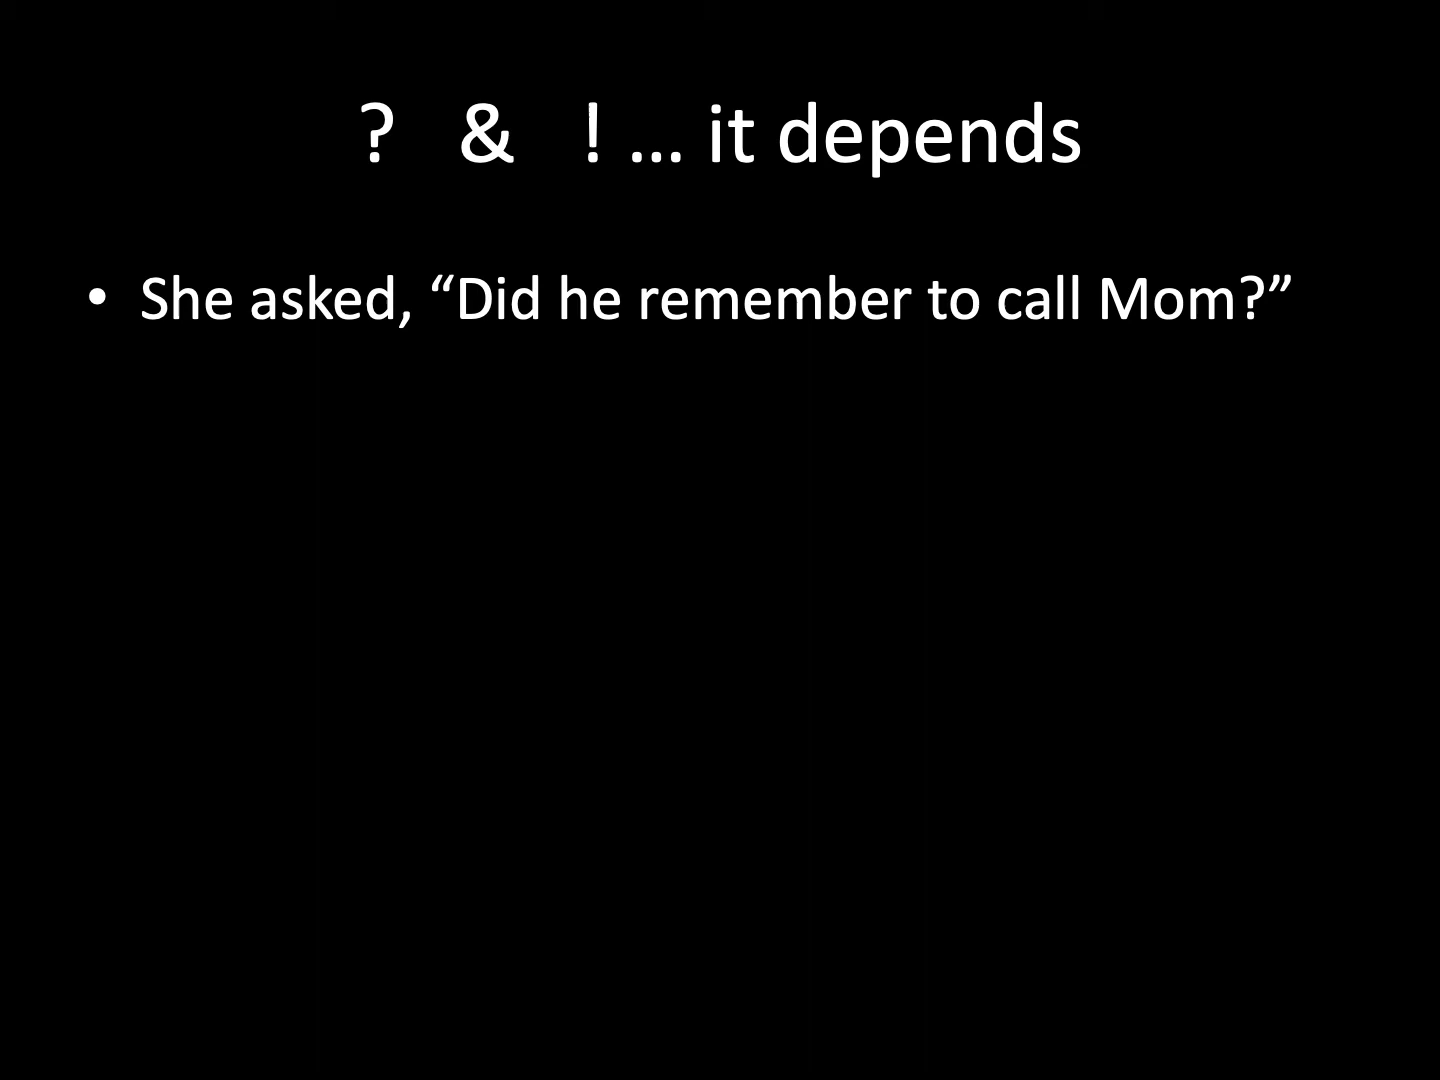 ? & ! … it depends
• She asked, “Did he remember to call Mom?”